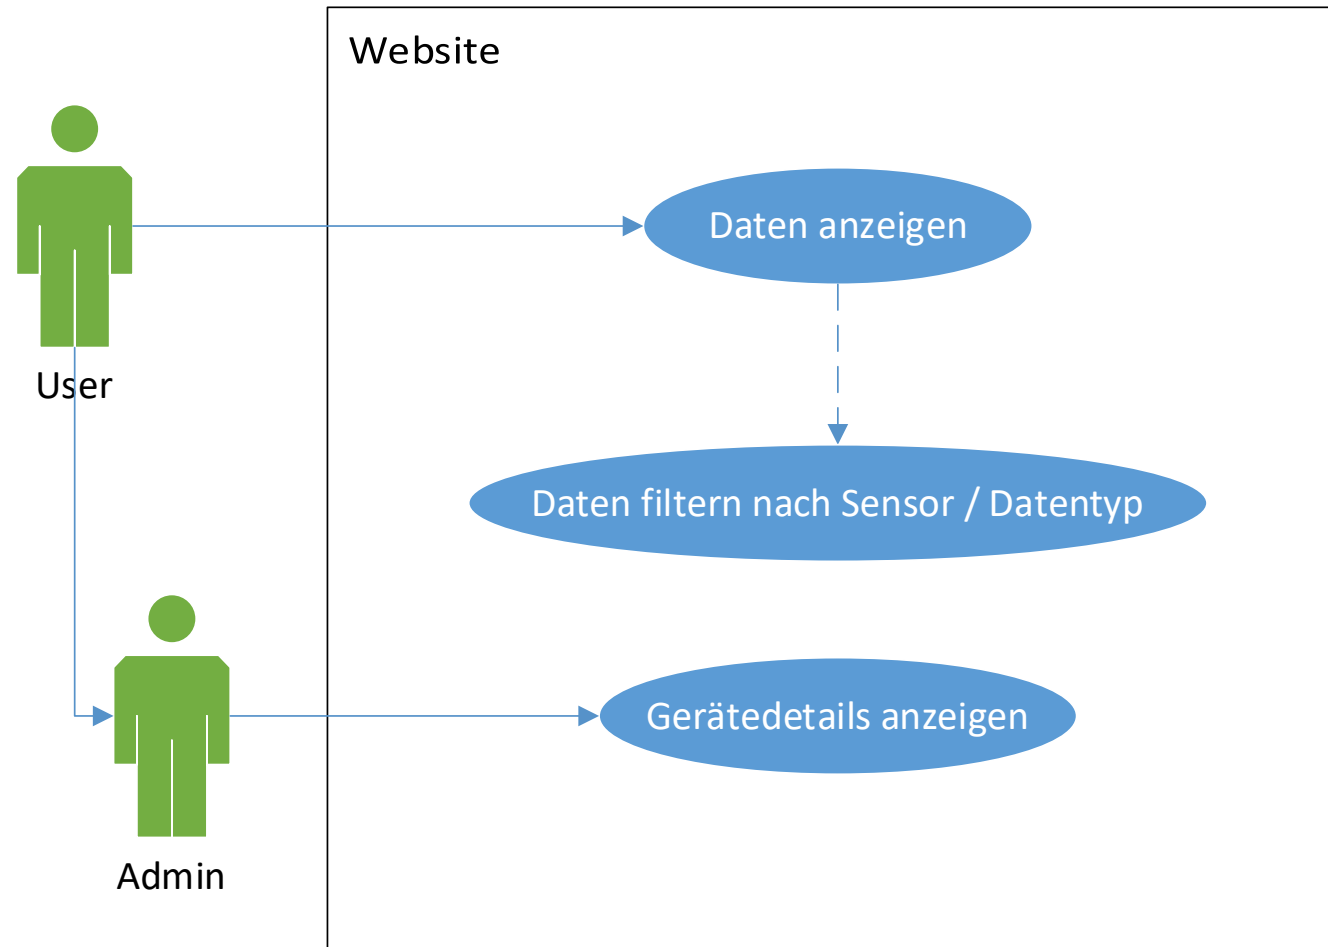 Website
Daten anzeigen
User
Daten filtern nach Sensor / Datentyp
Gerätedetails anzeigen
Admin